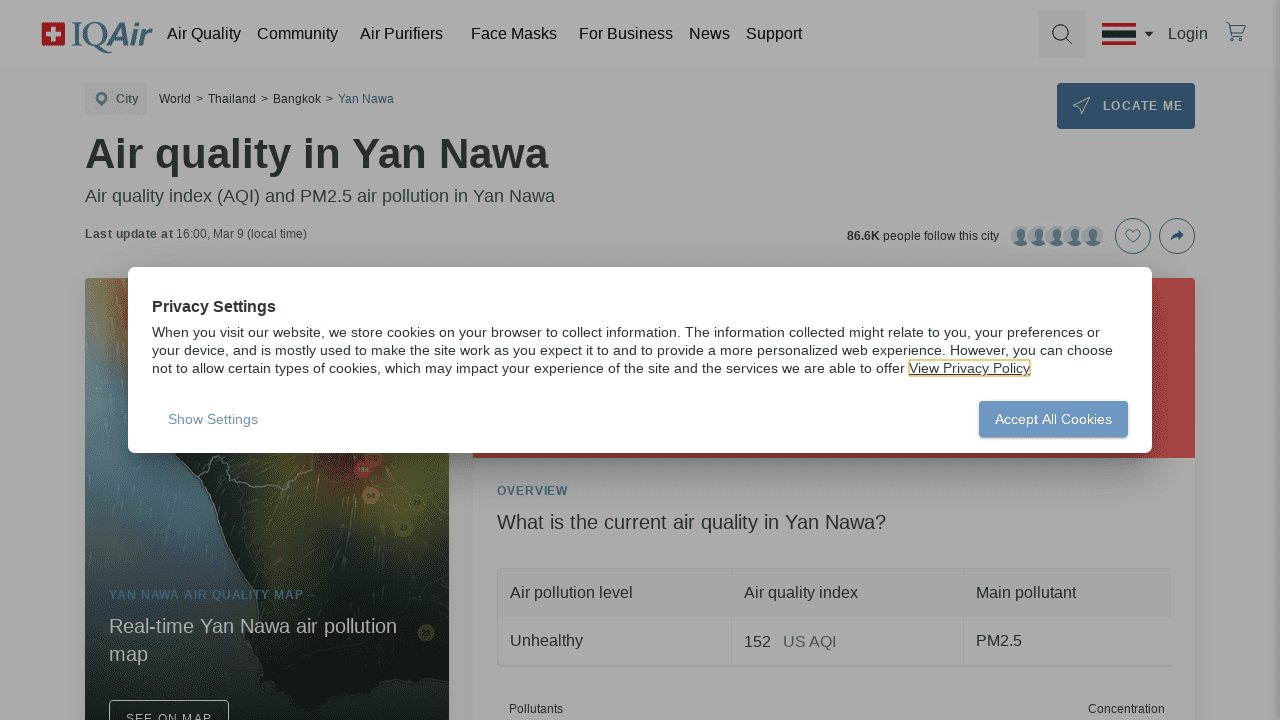 IQAir Air Quality Community Air Purifiers Face Masks For Business News Support Login
City World > Thailand > Bangkok > Yan Nawa
LOCATE ME
Air quality in Yan Nawa
Air quality index (AQI) and PM2.5 air pollution in Yan Nawa
Last update at 16:00, Mar 9 (local time)
86.6K people follow this city
Privacy Settings
When you visit our website, we store cookies on your browser to collect information. The information collected might relate to you, your preferences or
your device, and is mostly used to make the site work as you expect it to and to provide a more personalized web experience. However, you can choose
not to allow certain types of cookies, which may impact your experience of the site and the services we are able to offer View Privacy Policy
Show Settings
Accept All Cookies
YAN NAWA AIR QUALITY MAP
Real-time Yan Nawa air pollution
map
SEE ON MAP
OVERVIEW
What is the current air quality in Yan Nawa?
Air pollution level Air quality index Main pollutant
Unhealthy 152 US AQI PM2.5
Pollutants Concentration